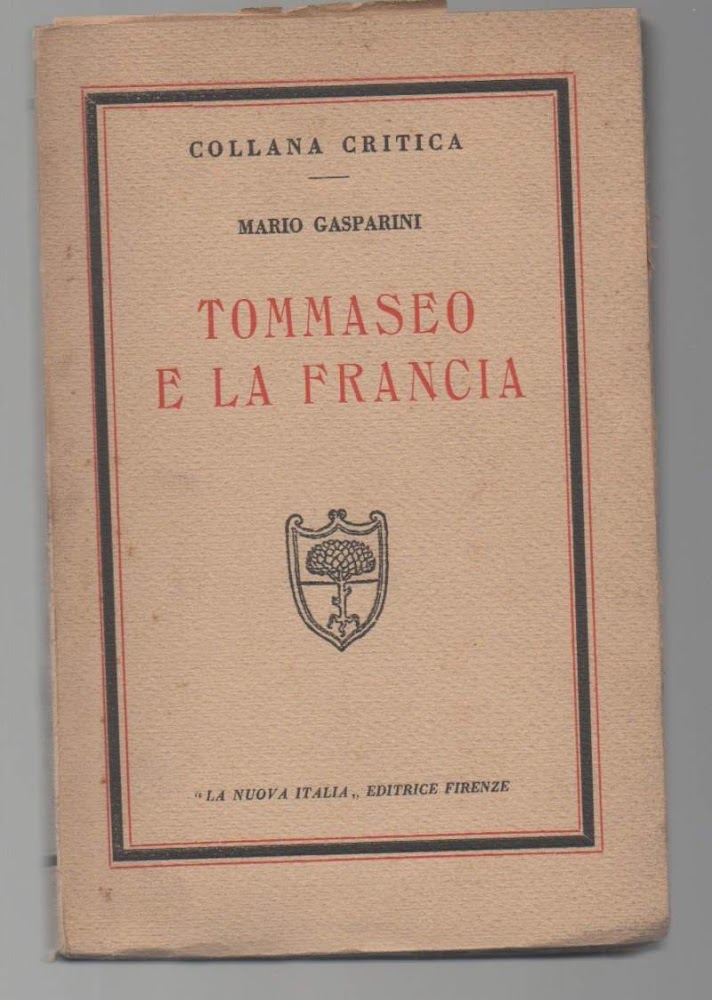 COLLANA CRITICA
MARIO GASPARINI
TOMMASEO
E LA FRANCIA
“LA NUOVA ITALIA„ EDITRICE FIRENZE